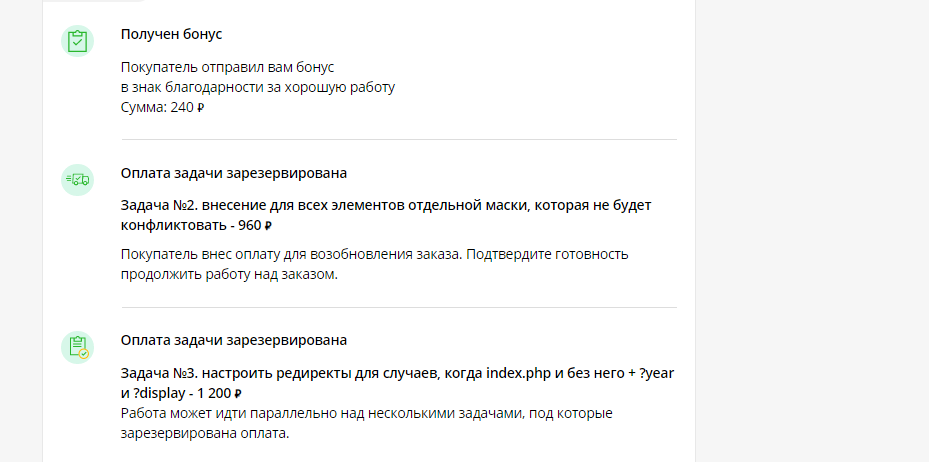 Получен бонус
Покупатель отправил вам бонус
в знак благодарности за хорошую работу
Сумма: 240 ₽
Оплата задачи зарезервирована
Задача №2. внесение для всех элементов отдельной маски, которая не будет
конфликтовать - 960 ₽
Покупатель внес оплату для возобновления заказа. Подтвердите готовность
продолжить работу над заказом.
Оплата задачи зарезервирована
Задача №3. настроить редиректы для случаев, когда index.php и без него + ?year
и ?display - 1 200 ₽
Работа может идти параллельно над несколькими задачами, под которые
зарезервирована оплата.